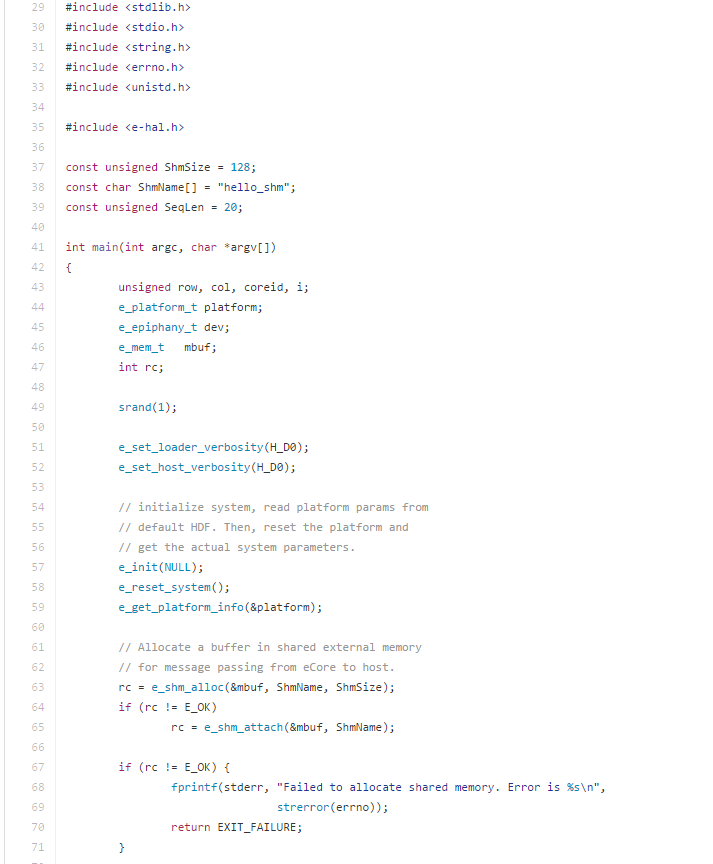 29 #include <stdlib.h>
30 #include <stdio.h>
31 #include <string.h>
32 #include <errno.h>
33 #include <unistd.h>
34
35 #include <e-hal.h>
36
37 const unsigned ShmSize = 128;
38 const char ShmName[] = "hello_shm";
39 const unsigned SeqLen = 20;
40
41 int main(int argc, char *argv[])
42 {
43         unsigned row, col, coreid, i;
44         e_platform_t platform;
45         e_epiphany_t dev;
46         e_mem_t   mbuf;
47         int rc;
48
49         srand(1);
50
51         e_set_loader_verbosity(H_D0);
52         e_set_host_verbosity(H_D0);
53
54         // initialize system, read platform params from
55         // default HDF. Then, reset the platform and
56         // get the actual system parameters.
57         e_init(NULL);
58         e_reset_system();
59         e_get_platform_info(&platform);
60
61         // Allocate a buffer in shared external memory
62         // for message passing from eCore to host.
63         rc = e_shm_alloc(&mbuf, ShmName, ShmSize);
64         if (rc != E_OK)
65                 rc = e_shm_attach(&mbuf, ShmName);
66
67         if (rc != E_OK) {
68                 fprintf(stderr, "Failed to allocate shared memory. Error is %s\n",
69                                 strerror(errno));
70                 return EXIT_FAILURE;
71         }